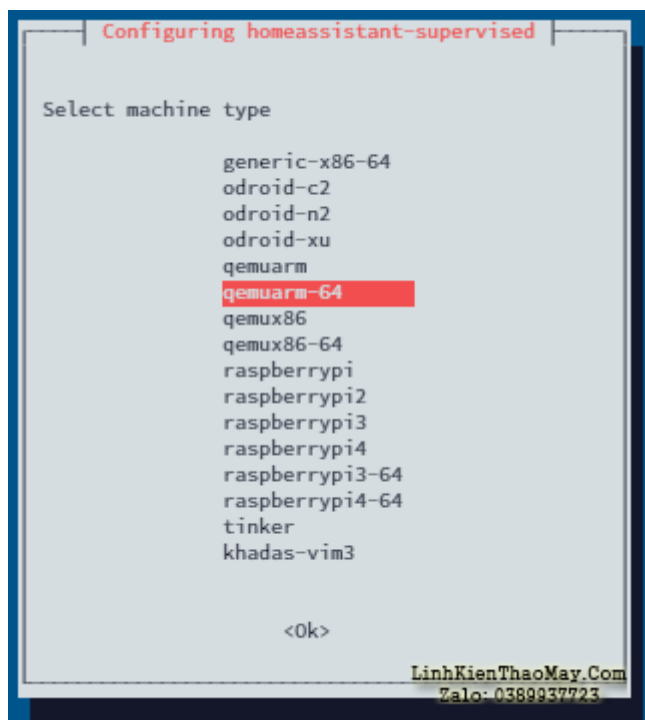 Configuring homeassistant-supervised
Select machine type
generic-x86-64
odroid-c2
odroid-n2
odroid-xu
qemuarm
qemuarm-64
qemux86
qemux86-64
raspberrypi
raspberrypi2
raspberrypi3
raspberrypi4
raspberrypi3-64
raspberrypi4-64
tinker
khadas-vim3
<Ok>
LinhKienThaoMay.Com
Zalo: 0389937723